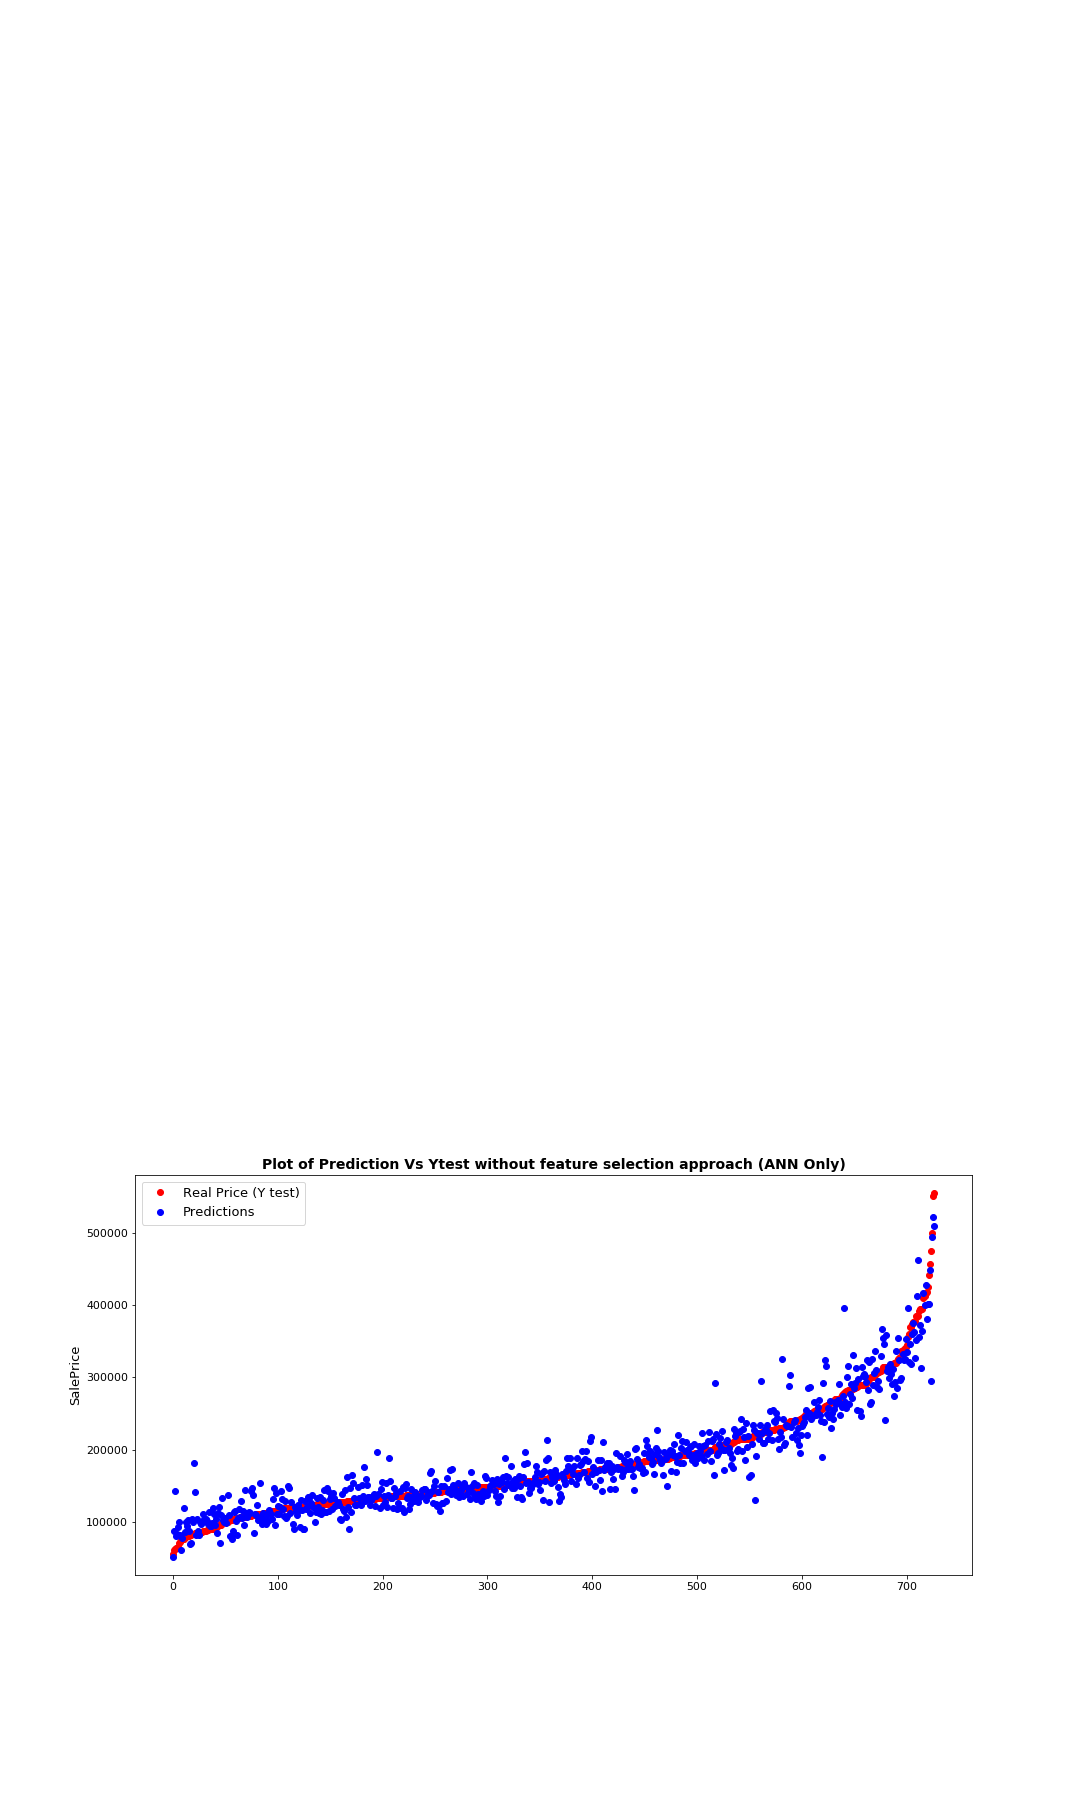 Plot of Prediction Vs Ytest without feature selection approach (ANN Only)
Real Price (Y test)
Predictions
500000
400000
300000
200000
100000
SalePrice
0 100 200 300 400 500 600 700